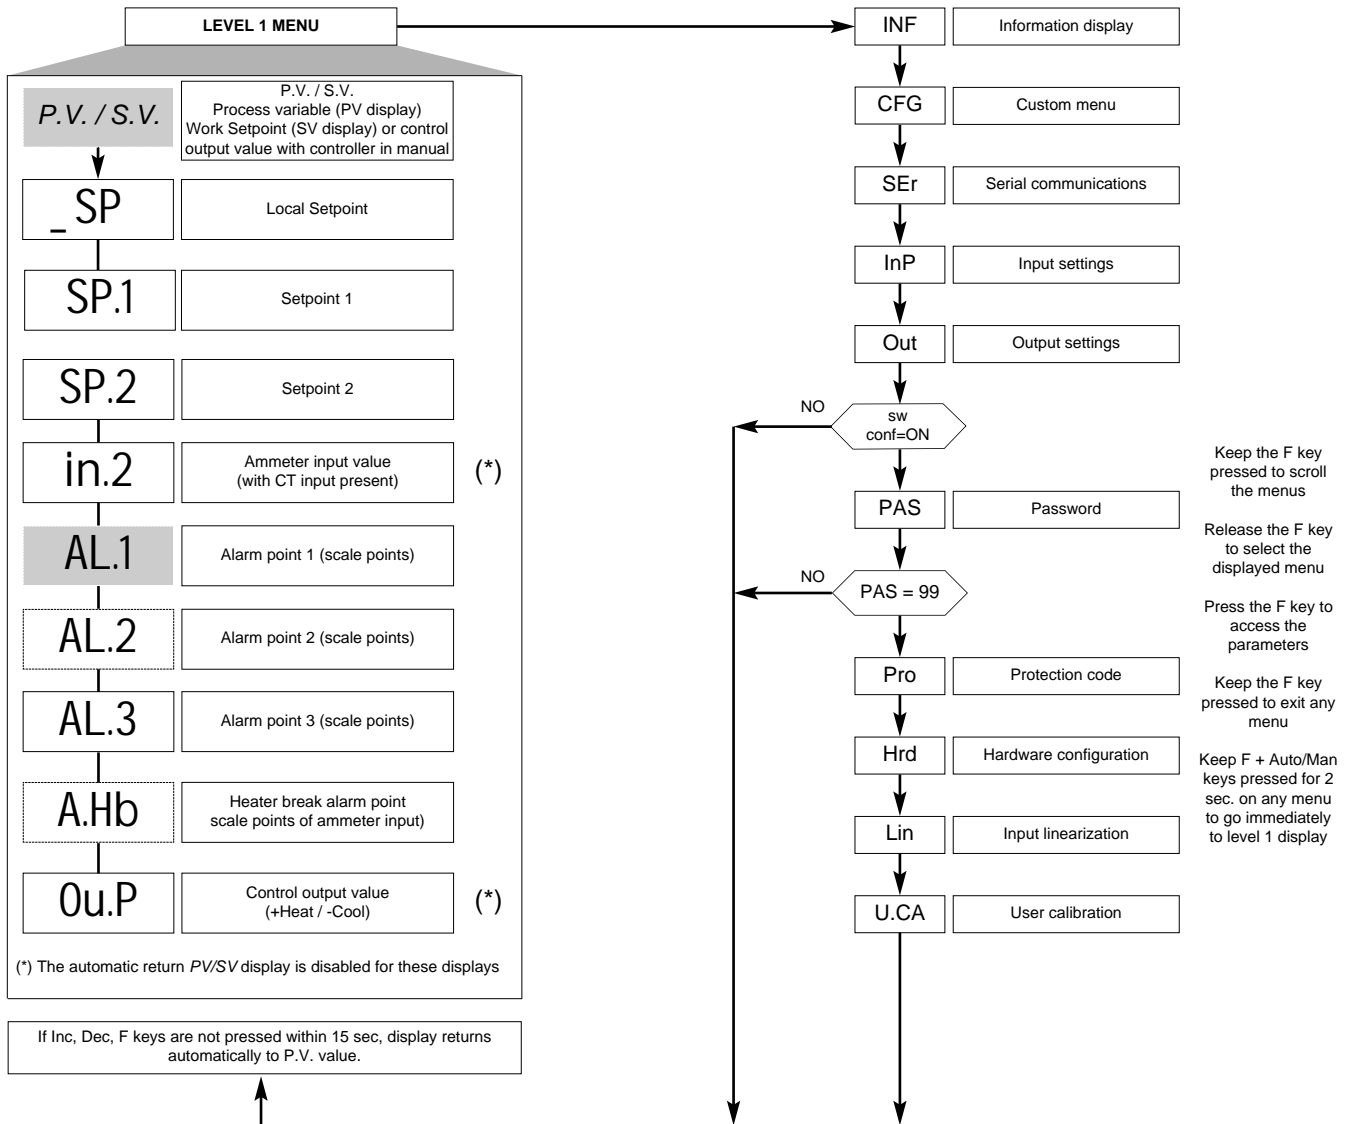 LEVEL 1 MENU
P.V. / S.V.
P.V. / S.V.
Process variable (PV display)
Work Setpoint (SV display) or control
output value with controller in manual
_ SP
Local Setpoint
SP.1
Setpoint 1
SP.2
Setpoint 2
in.2
Ammeter input value
(with CT input present)
(*)
AL.1
Alarm point 1 (scale points)
AL.2
Alarm point 2 (scale points)
AL.3
Alarm point 3 (scale points)
A.Hb
Heater break alarm point
scale points of ammeter input)
Ou.P
Control output value
(+Heat / -Cool)
(*)
(*) The automatic return PV/SV display is disabled for these displays
If Inc, Dec, F keys are not pressed within 15 sec, display returns
automatically to P.V. value.
INF
Information display
CFG
Custom menu
SEr
Serial communications
InP
Input settings
Out
Output settings
NO
sw
conf=ON
PAS
Password
NO
PAS = 99
Pro
Protection code
Hrd
Hardware configuration
Lin
Input linearization
U.CA
User calibration
Keep the F key
pressed to scroll
the menus
Release the F key
to select the
displayed menu
Press the F key to
access the
parameters
Keep the F key
pressed to exit any
menu
Keep F + Auto/Man
keys pressed for 2
sec. on any menu
to go immediately
to level 1 display